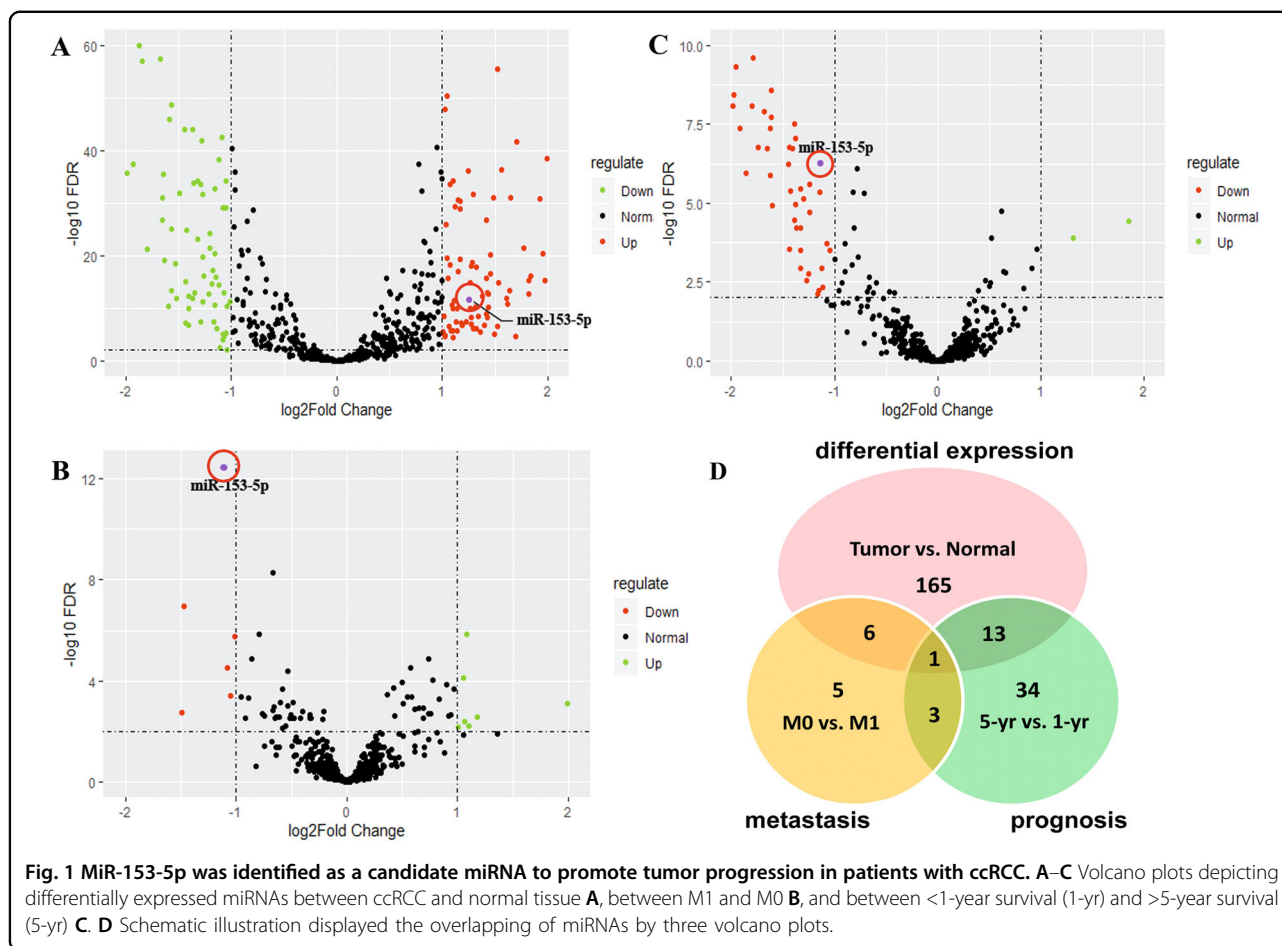 A
60
40
20
0
-log10 FDR
-2
-1
0
1
2
log2Fold Change
miR-153-5p
regulate
Down
Norm
Up
C
10.0
7.5
5.0
2.5
0.0
-log10 FDR
-2
-1
0
1
2
log2Fold Change
miR-153-5p
regulate
Down
Normal
Up
B
12
8
4
0
-log10 FDR
-2
-1
0
1
2
log2Fold Change
miR-153-5p
regulate
Down
Normal
Up
D
differential expression
Tumor vs. Normal
165
6
13
1
5
34
M0 vs. M1
3
5-yr vs. 1-yr
metastasis
prognosis
Fig. 1 MiR-153-5p was identified as a candidate miRNA to promote tumor progression in patients with ccRCC. A–C Volcano plots depicting
differentially expressed miRNAs between ccRCC and normal tissue A, between M1 and M0 B, and between <1-year survival (1-yr) and >5-year survival
(5-yr) C. D Schematic illustration displayed the overlapping of miRNAs by three volcano plots.